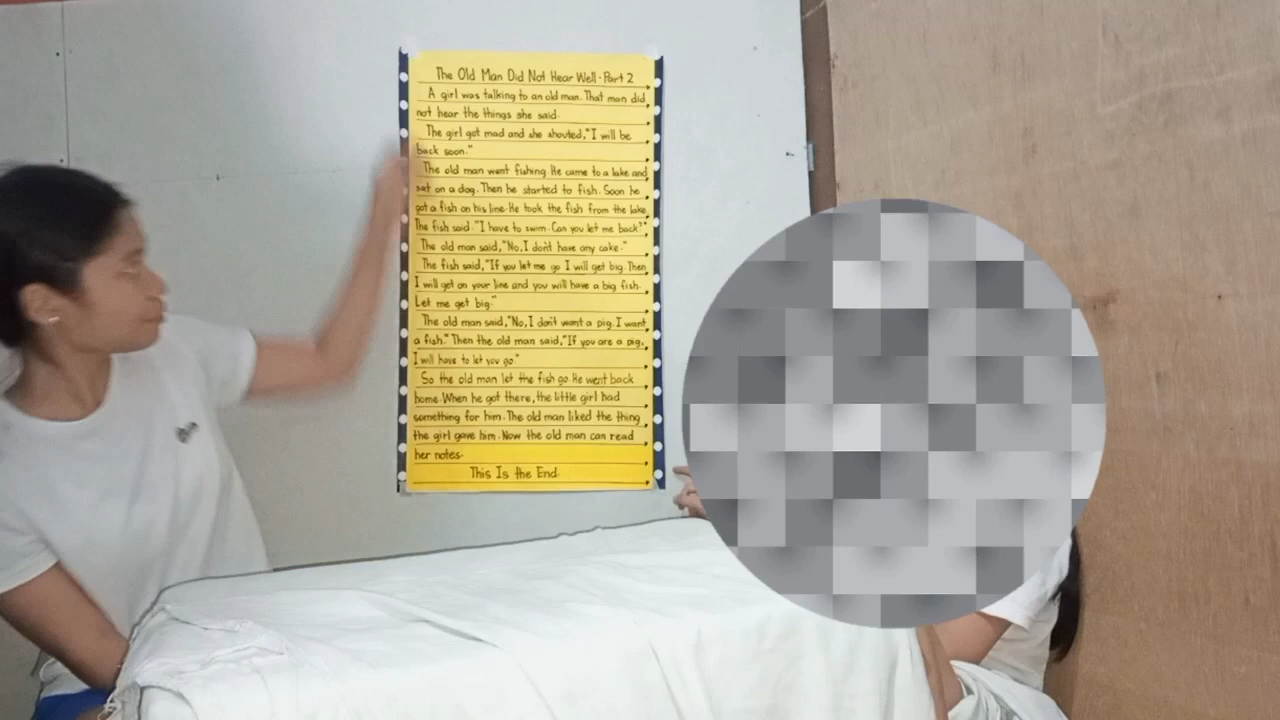 The Old Man Did Not Hear Well - Part 2
A girl was talking to an old man. That man did
not hear the things she said.
The girl got mad and she shouted, "I will be
back soon."
The old man went fishing. He came to a lake and
sat on a dog. Then he started to fish. Soon he
got a fish on his line. He took the fish from the lake.
The fish said. "I have to swim. Can you let me back?"
The old man said, "No, I don't have any cake."
The fish said, "If you let me go I will get big. Then
I will get on your line and you will have a big fish.
Let me get big."
The old man said, "No, I don't want a pig. I want
a fish." Then the old man said, "If you are a pig,
I will have to let you go."
So the old man let the fish go. He went back
home. When he got there, the little girl had
something for him. The old man liked the thing
the girl gave him. Now the old man can read
her notes.
This Is the End.